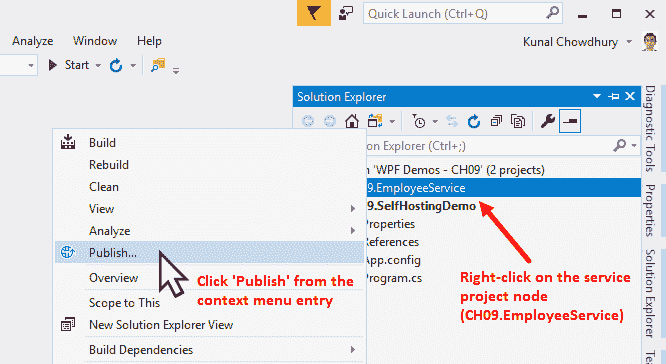 Quick Launch (Ctrl+Q)
Analyze Window Help
Kunal Chowdhury
Start
Solution Explorer
Explorer (Ctrl+;)
'WPF Demos - CH09' (2 projects)
9.EmployeeService
9.SelfHostingDemo
Properties
References
App.config
Program.cs
Build
Rebuild
Clean
View
Analyze
Publish...
Overview
Scope to This
New Solution Explorer View
Build Dependencies
Click 'Publish' from the
context menu entry
Right-click on the service
project node
(CH09.EmployeeService)
Diagnostic Tools
Properties
Solution Explorer